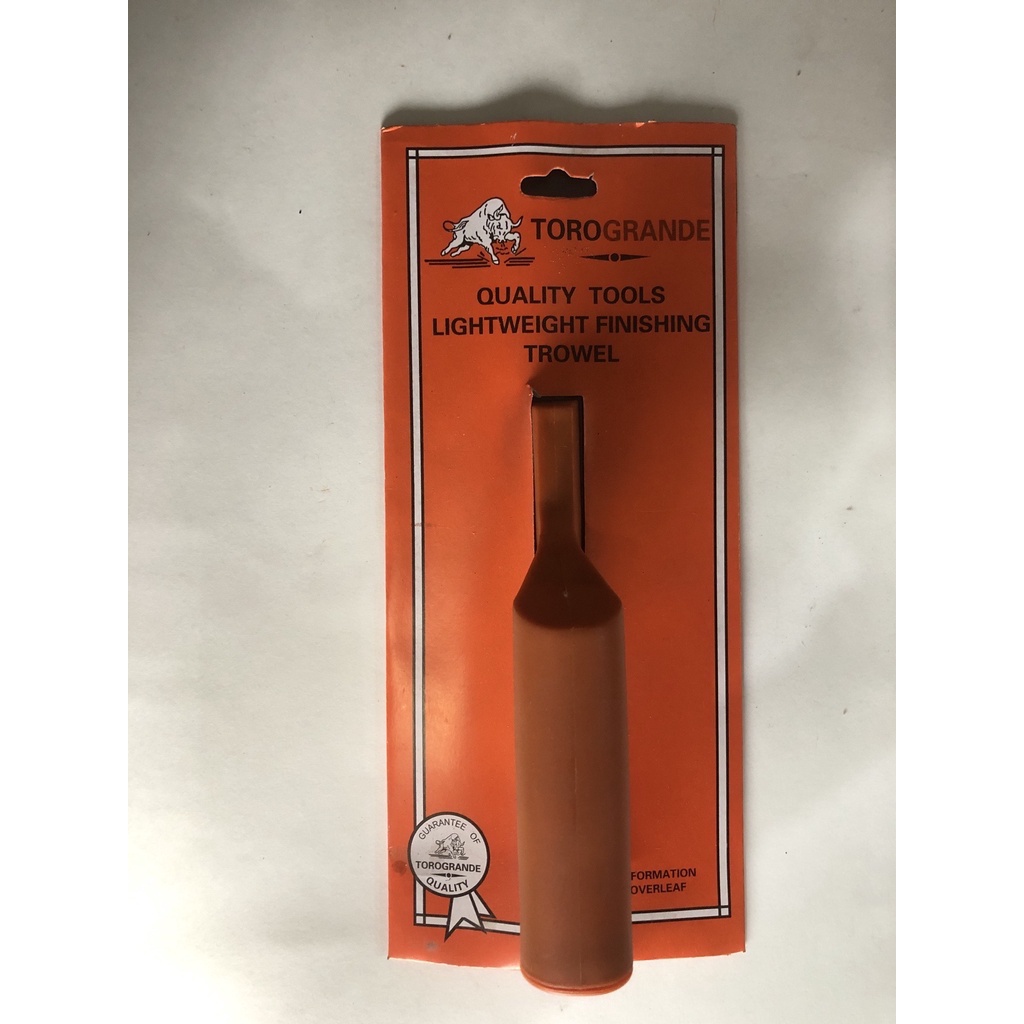 TOROGRANDE
QUALITY TOOLS
LIGHTWEIGHT FINISHING
TROWEL
GUARANTEE OF
TOROGRANDE
QUALITY
FORMATION
OVERLEAF